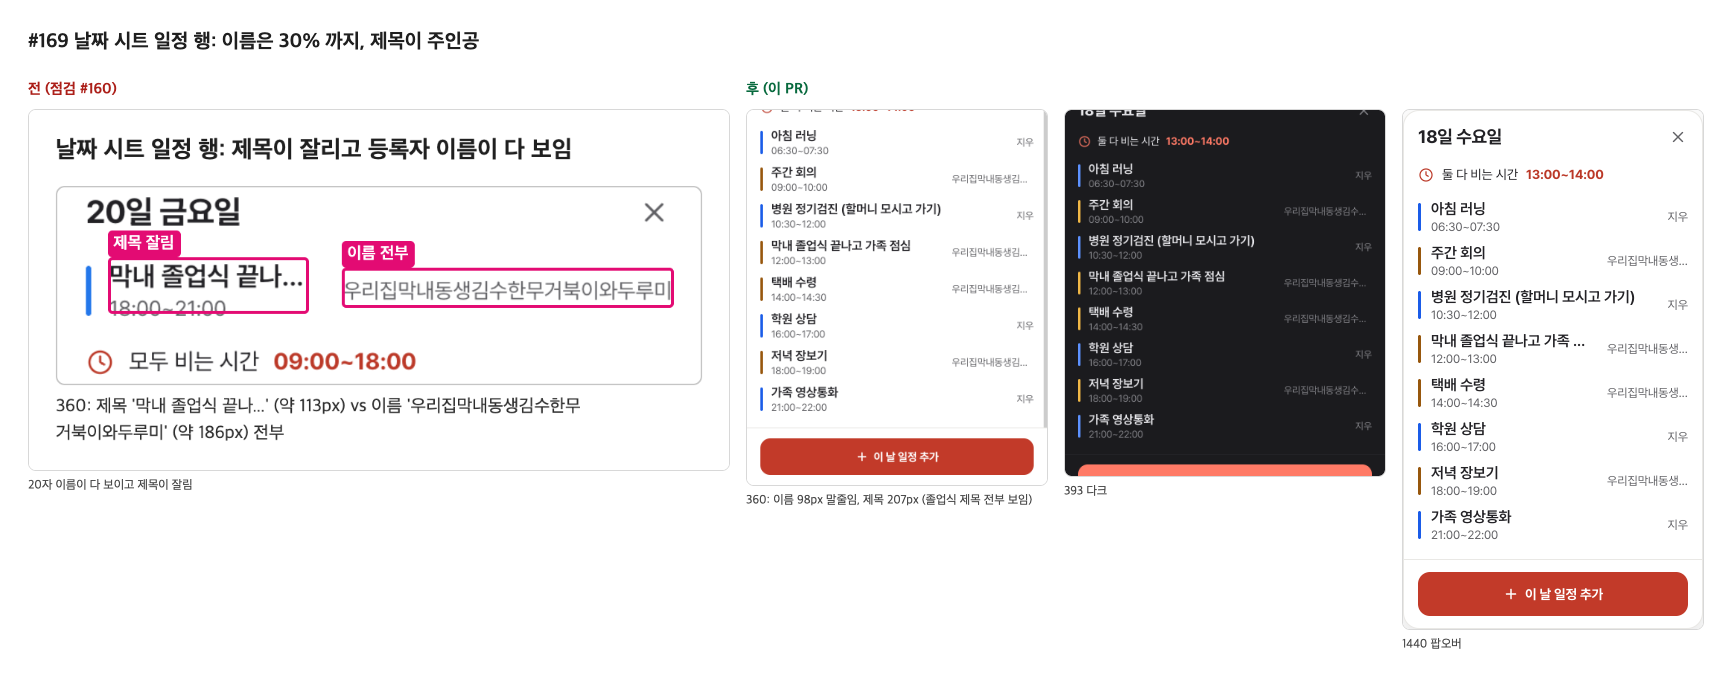 #169 날짜 시트 일정 행: 이름은 30% 까지, 제목이 주인공
전 (점검 #160)
날짜 시트 일정 행: 제목이 잘리고 등록자 이름이 다 보임
20일 금요일
제목 잘림
이름 전부
막내 졸업식 끝나...
우리집막내동생김수한무거북이와두루미
18:00~21:00
모두 비는 시간 09:00~18:00
360: 제목 '막내 졸업식 끝나...' (약 113px) vs 이름 '우리집막내동생김수한무
거북이와두루미' (약 186px) 전부
20자 이름이 다 보이고 제목이 잘림
후 (이 PR)
아침 러닝
06:30~07:30
지우
주간 회의
09:00~10:00
우리집막내동생김...
병원 정기검진 (할머니 모시고 가기)
10:30~12:00
지우
막내 졸업식 끝나고 가족 점심
12:00~13:00
우리집막내동생김...
택배 수령
14:00~14:30
우리집막내동생김...
학원 상담
16:00~17:00
지우
저녁 장보기
18:00~19:00
우리집막내동생김...
가족 영상통화
21:00~22:00
지우
+ 이 날 일정 추가
360: 이름 98px 말줄임, 제목 207px (졸업식 제목 전부 보임)
18일 수요일
둘 다 비는 시간 13:00~14:00
아침 러닝
06:30~07:30
지우
주간 회의
09:00~10:00
우리집막내동생김수...
병원 정기검진 (할머니 모시고 가기)
10:30~12:00
지우
막내 졸업식 끝나고 가족 점심
12:00~13:00
우리집막내동생김수...
택배 수령
14:00~14:30
우리집막내동생김수...
학원 상담
16:00~17:00
지우
저녁 장보기
18:00~19:00
우리집막내동생김수...
가족 영상통화
21:00~22:00
지우
393 다크
18일 수요일
둘 다 비는 시간 13:00~14:00
아침 러닝
06:30~07:30
지우
주간 회의
09:00~10:00
우리집막내동생...
병원 정기검진 (할머니 모시고 가기)
10:30~12:00
지우
막내 졸업식 끝나고 가족 ...
12:00~13:00
우리집막내동생...
택배 수령
14:00~14:30
우리집막내동생...
학원 상담
16:00~17:00
지우
저녁 장보기
18:00~19:00
우리집막내동생...
가족 영상통화
21:00~22:00
지우
+ 이 날 일정 추가
1440 팝오버